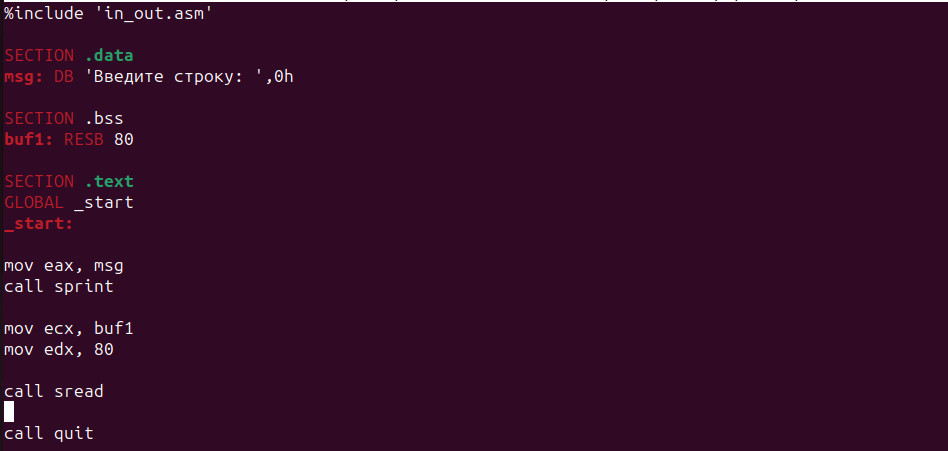 %include 'in_out.asm'
SECTION .data
msg: DB 'Введите строку: ',0h
SECTION .bss
buf1: RESB 80
SECTION .text
GLOBAL _start
_start:
mov eax, msg
call sprint
mov ecx, buf1
mov edx, 80
call sread
call quit